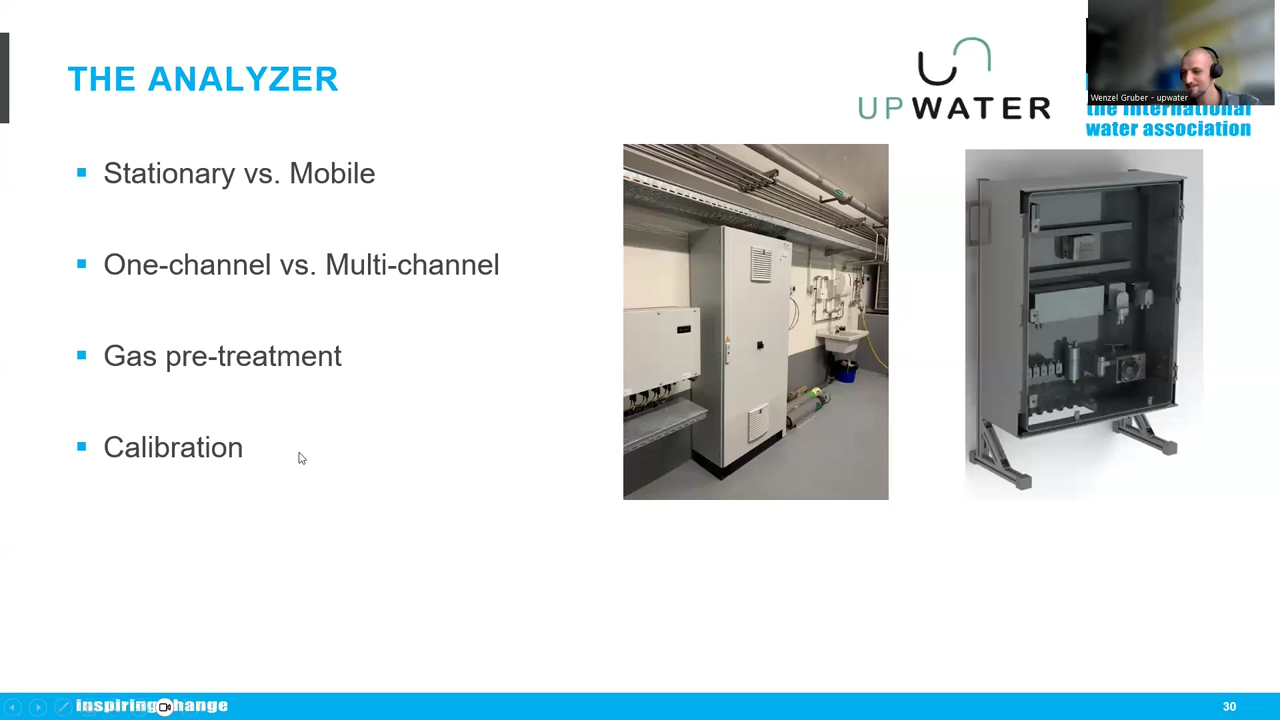 THE ANALYZER
UPWATER
Wenzel Gruber - upwater
the international
water association
Stationary vs. Mobile
One-channel vs. Multi-channel
Gas pre-treatment
Calibration
inspiring change
30